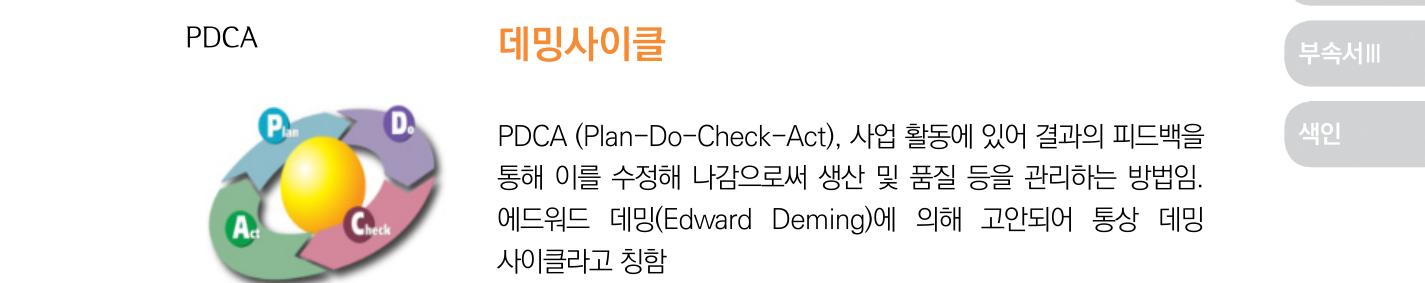 PDCA
데밍사이클
Plan
Do
Check
Act
PDCA (Plan-Do-Check-Act), 사업 활동에 있어 결과의 피드백을
통해 이를 수정해 나감으로써 생산 및 품질 등을 관리하는 방법임.
에드워드 데밍(Edward Deming)에 의해 고안되어 통상 데밍
사이클라고 칭함
부속서Ⅲ
색인